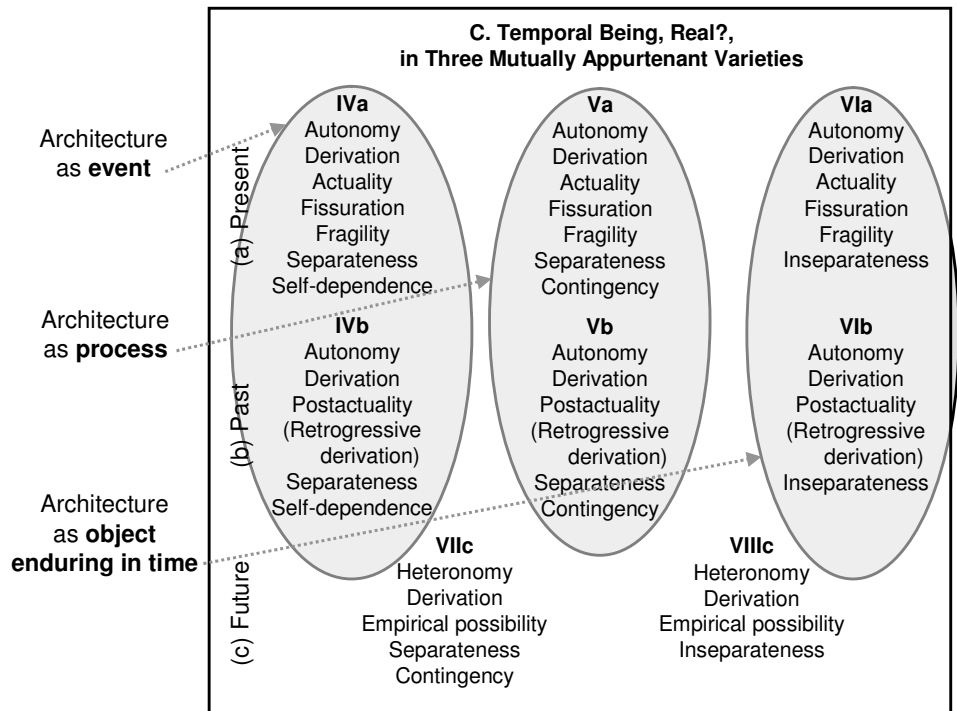 C. Temporal Being, Real?,
in Three Mutually Appurtenant Varieties
Architecture
as event
Architecture
as process
Architecture
as object
enduring in time
(a) Present
(b) Past
(c) Future
IVa
Autonomy
Derivation
Actuality
Fissuration
Fragility
Separateness
Self-dependence
IVb
Autonomy
Derivation
Postactuality
(Retrogressive
derivation)
Separateness
Self-dependence
Va
Autonomy
Derivation
Actuality
Fissuration
Fragility
Separateness
Contingency
Vb
Autonomy
Derivation
Postactuality
(Retrogressive
derivation)
Separateness
Contingency
VIa
Autonomy
Derivation
Actuality
Fissuration
Fragility
Inseparateness
VIb
Autonomy
Derivation
Postactuality
(Retrogressive
derivation)
Inseparateness
VIIc
Heteronomy
Derivation
Empirical possibility
Separateness
Contingency
VIIIc
Heteronomy
Derivation
Empirical possibility
Inseparateness